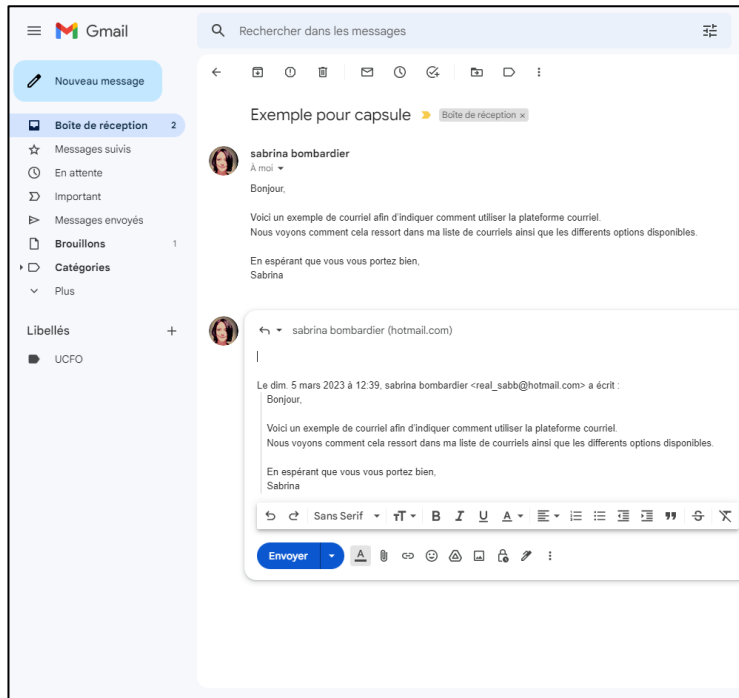 Gmail
Rechercher dans les messages
Nouveau message
Boîte de réception 2
Messages suivis
En attente
Important
Messages envoyés
Brouillons 1
Catégories
Plus
Libellés +
UCFO
Exemple pour capsule Boîte de réception ×
sabrina bombardier
À moi
Bonjour,
Voici un exemple de courriel afin d'indiquer comment utiliser la plateforme courriel.
Nous voyons comment cela ressort dans ma liste de courriels ainsi que les differents options disponibles.
En espérant que vous vous portez bien,
Sabrina
sabrina bombardier (hotmail.com)
Le dim. 5 mars 2023 à 12:39, sabrina bombardier <real_sabb@hotmail.com> a écrit :
Bonjour,
Voici un exemple de courriel afin d'indiquer comment utiliser la plateforme courriel.
Nous voyons comment cela ressort dans ma liste de courriels ainsi que les differents options disponibles.
En espérant que vous vous portez bien,
Sabrina
Sans Serif B I U A
Envoyer A